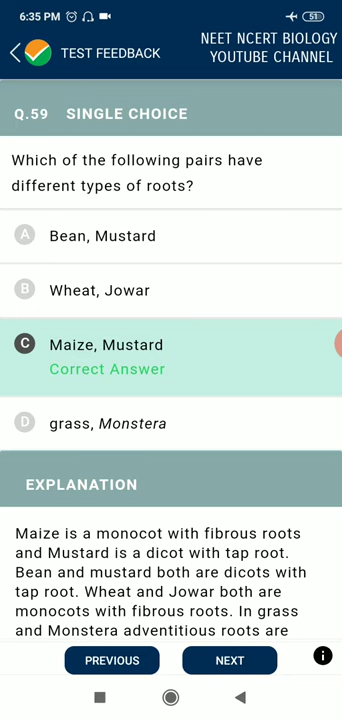 6:35 PM
51
TEST FEEDBACK
NEET NCERT BIOLOGY
YOUTUBE CHANNEL
Q.59 SINGLE CHOICE
Which of the following pairs have
different types of roots?
A Bean, Mustard
B Wheat, Jowar
C Maize, Mustard
Correct Answer
D grass, Monstera
EXPLANATION
Maize is a monocot with fibrous roots
and Mustard is a dicot with tap root.
Bean and mustard both are dicots with
tap root. Wheat and Jowar both are
monocots with fibrous roots. In grass
and Monstera adventitious roots are
PREVIOUS
NEXT